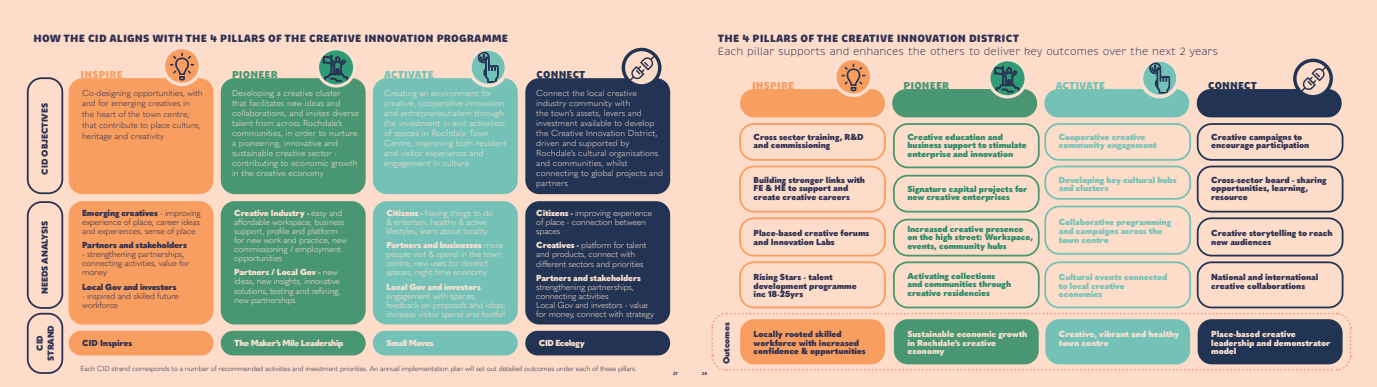 HOW THE CID ALIGNS WITH THE 4 PILLARS OF THE CREATIVE INNOVATION PROGRAMME
INSPIRE
PIONEER
ACTIVATE
CONNECT
CID OBJECTIVES
Co-designing opportunities, with
and for emerging creatives in
the heart of the town centre,
that contribute to place culture,
heritage and creativity
Developing a creative cluster
that facilitates new ideas and
collaborations, and invites diverse
talent from across Rochdale's
communities, in order to nurture
a pioneering, innovative and
sustainable creative sector -
contributing to economic growth
in the creative economy
Creating an environment for
creative, cooperative innovation
and entrepreneurialism through
the investment in and activation
of spaces in Rochdale Town
Centre, improving both resident
and visitor experience and
engagement in culture
Connect the local creative
industry community with
the town's assets, levers and
investment available to develop
the Creative Innovation District,
driven and supported by
Rochdale's cultural organisations
and communities, whilst
connecting to global projects and
partners
NEEDS ANALYSIS
Emerging creatives - improving
experience of place, career ideas
and experiences, sense of place
Partners and stakeholders
- strengthening partnerships,
connecting activities, value for
money
Local Gov and investors
- inspired and skilled future
workforce
Creative Industry - easy and
affordable workspace, business
support, profile and platform
for new work and practice, new
commissioning / employment
opportunities
Partners / Local Gov - new
ideas, new insights, innovative
solutions, testing and refining,
new partnerships
Citizens - having things to do
& entertain, healthy & active
lifestyles, learn about locality
Partners and businesses more
people visit & spend in the town
centre, new uses for derelict
spaces, night time economy
Local Gov and investors
engagement with spaces,
feedback on proposals and ideas,
increase visitor spend and footfall
Citizens - improving experience
of place - connection between
spaces
Creatives - platform for talent
and products, connect with
different sectors and priorities
Partners and stakeholders
strengthening partnerships,
connecting activities
Local Gov and investors - value
for money, connect with strategy
CID
STRAND
CID Inspires
The Maker's Mile Leadership
Small Moves
CID Ecology
Each CID strand corresponds to a number of recommended activities and investment priorities. An annual implementation plan will set out detailed outcomes under each of these pillars.
27
THE 4 PILLARS OF THE CREATIVE INNOVATION DISTRICT
Each pillar supports and enhances the others to deliver key outcomes over the next 2 years
INSPIRE
PIONEER
ACTIVATE
CONNECT
Cross sector training, R&D
and commissioning
Building stronger links with
FE & HE to support and
create creative careers
Place-based creative forums
and Innovation Labs
Rising Stars - talent
development programme
inc 18-25yrs
Creative education and
business support to stimulate
enterprise and innovation
Signature capital projects for
new creative enterprises
Increased creative presence
on the high street: Workspace,
events, community hubs
Activating collections
and communities through
creative residencies
Cooperative creative
community engagement
Developing key cultural hubs
and clusters
Collaborative programming
and campaigns across the
town centre
Cultural events connected
to local creative
economies
Creative campaigns to
encourage participation
Cross-sector board - sharing
opportunities, learning,
resource
Creative storytelling to reach
new audiences
National and international
creative collaborations
Outcomes
Locally rooted skilled
workforce with increased
confidence & opportunities
Sustainable economic growth
in Rochdale's creative
economy
Creative, vibrant and healthy
town centre
Place-based creative
leadership and demonstrator
model
28